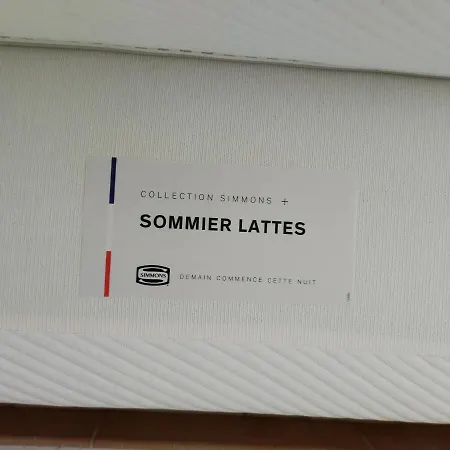 COLLECTION SIMMONS +
SOMMIER LATTES
SIMMONS
DEMAIN COMMENCE CETTE NUIT